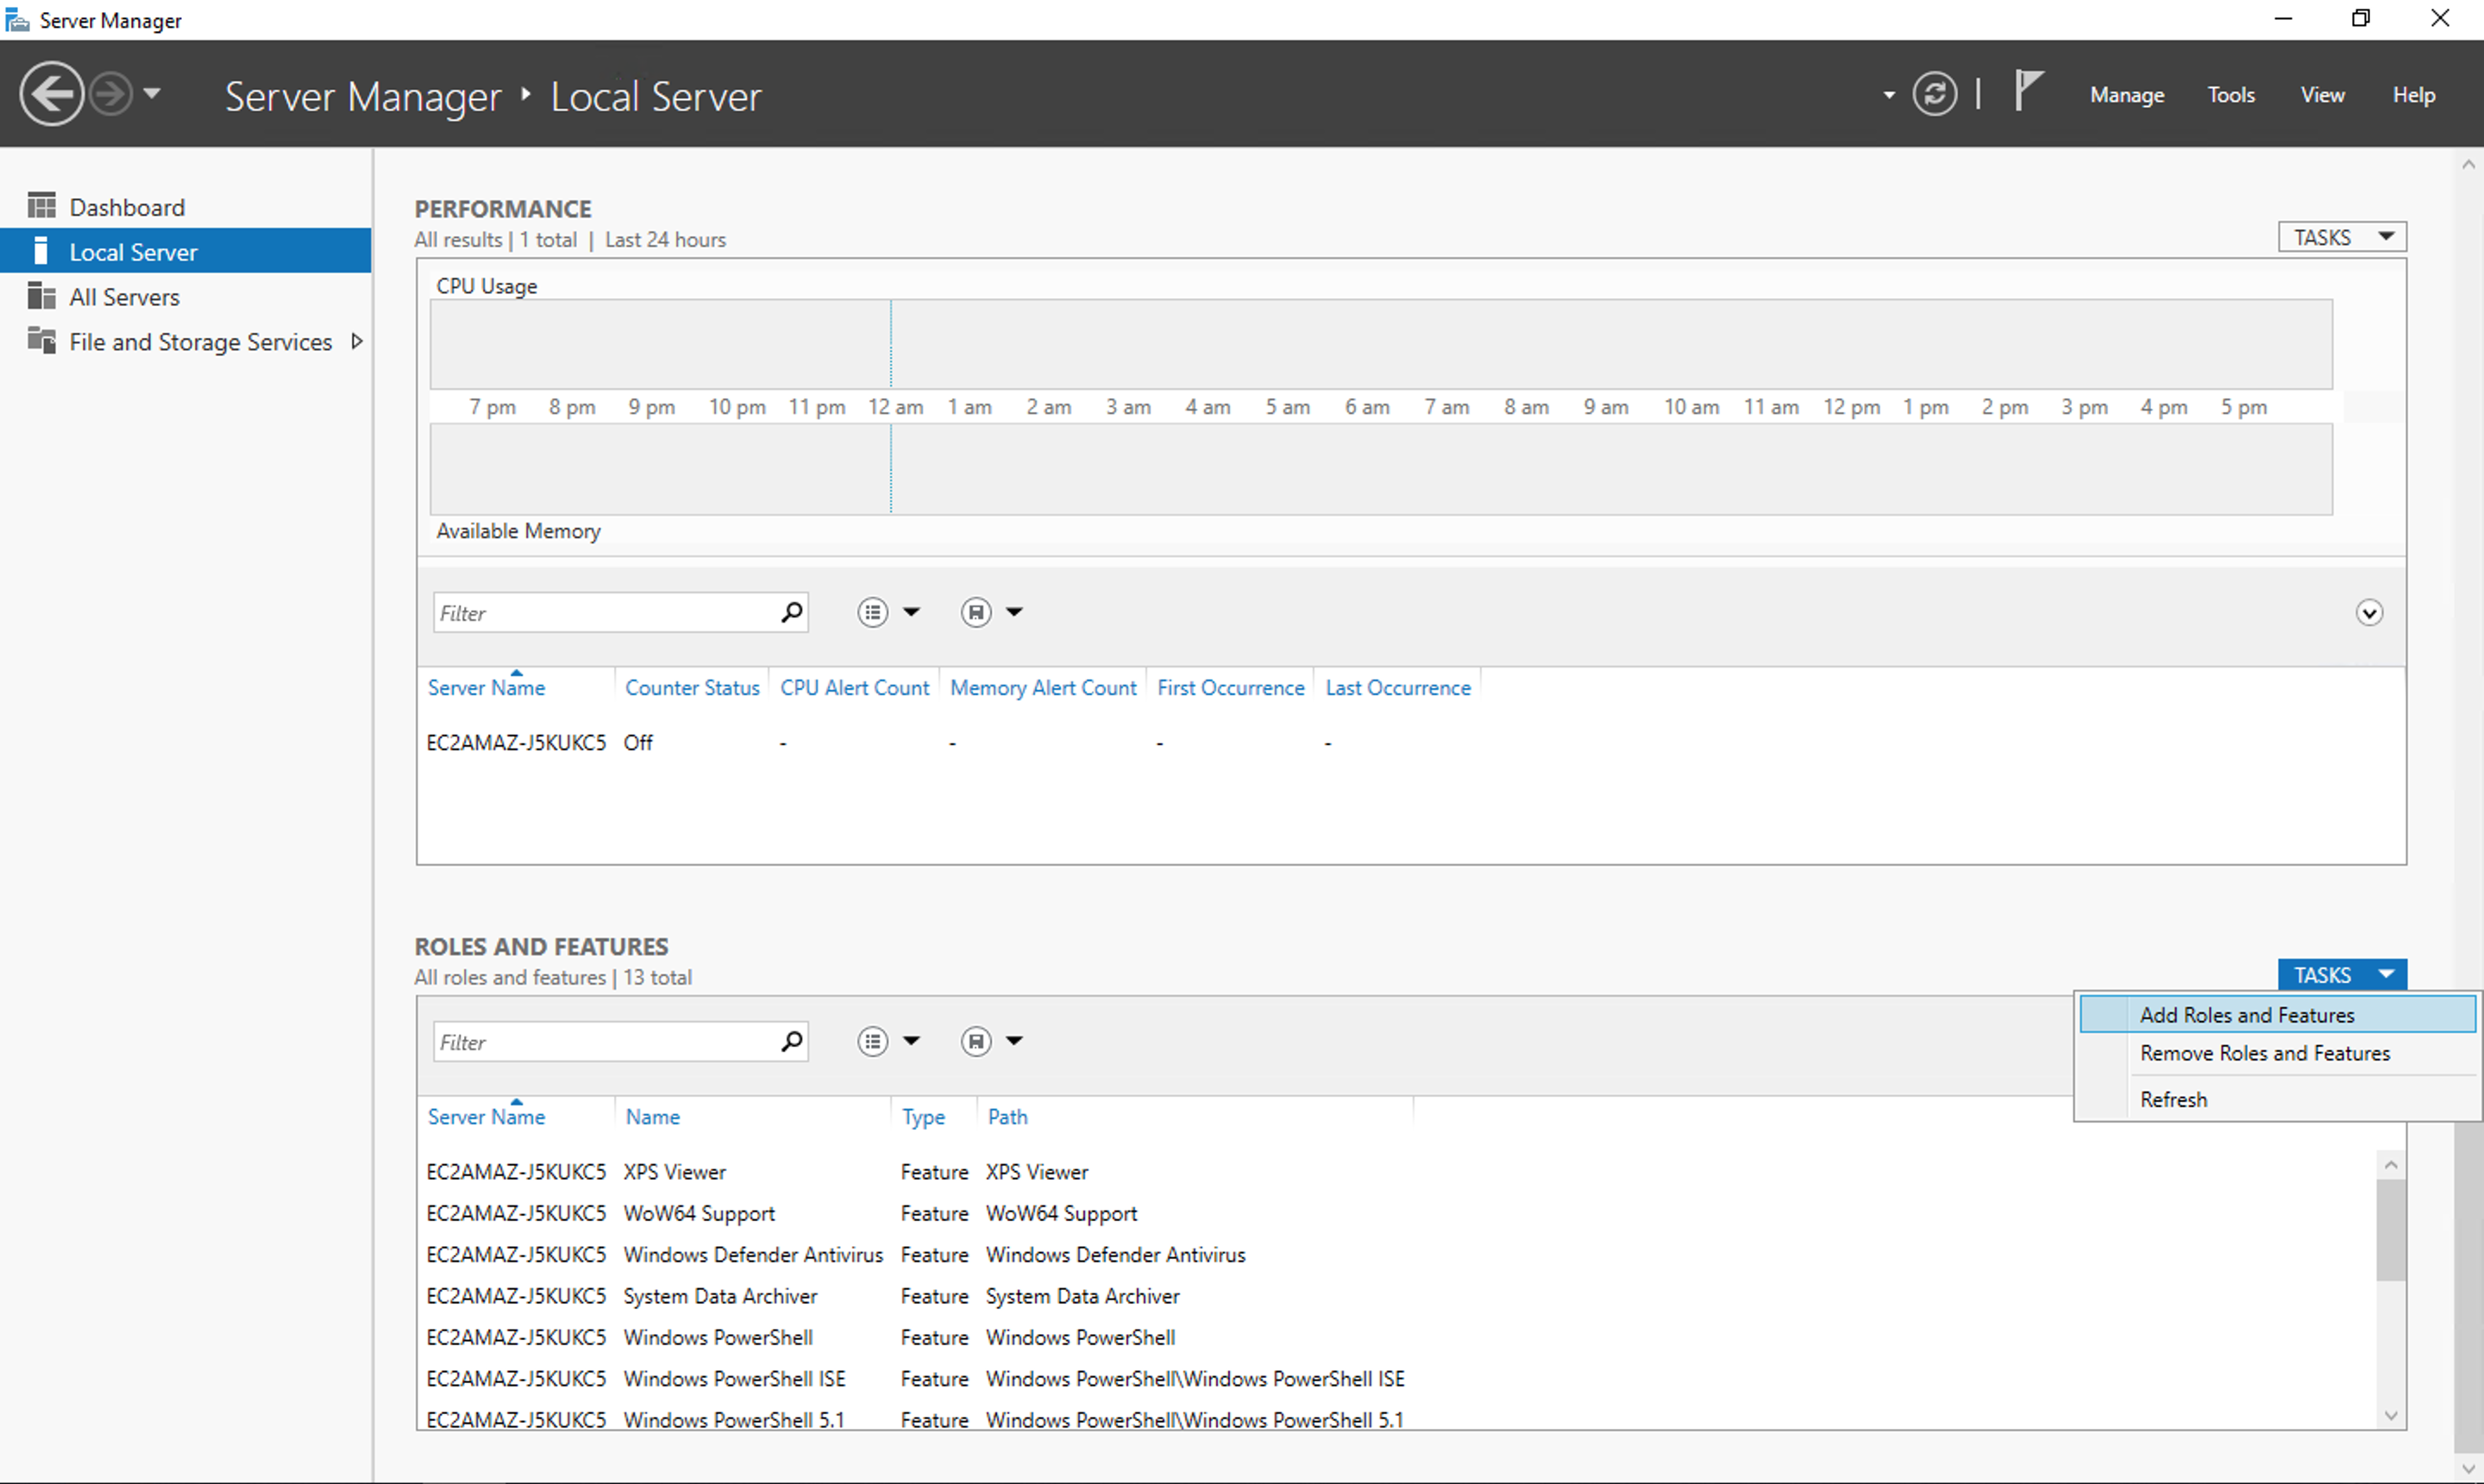 Server Manager
Server Manager Local Server
Manage Tools View Help
Dashboard
Local Server
All Servers
File and Storage Services
PERFORMANCE
All results | 1 total | Last 24 hours
TASKS
CPU Usage
7 pm 8 pm 9 pm 10 pm 11 pm 12 am 1 am 2 am 3 am 4 am 5 am 6 am 7 am 8 am 9 am 10 am 11 am 12 pm 1 pm 2 pm 3 pm 4 pm 5 pm
Available Memory
Filter
Server Name Counter Status CPU Alert Count Memory Alert Count First Occurrence Last Occurrence
EC2AMAZ-J5KUKC5 Off - - - -
ROLES AND FEATURES
All roles and features | 13 total
TASKS
Add Roles and Features
Remove Roles and Features
Refresh
Filter
Server Name Name Type Path
EC2AMAZ-J5KUKC5 XPS Viewer Feature XPS Viewer
EC2AMAZ-J5KUKC5 WoW64 Support Feature WoW64 Support
EC2AMAZ-J5KUKC5 Windows Defender Antivirus Feature Windows Defender Antivirus
EC2AMAZ-J5KUKC5 System Data Archiver Feature System Data Archiver
EC2AMAZ-J5KUKC5 Windows PowerShell Feature Windows PowerShell
EC2AMAZ-J5KUKC5 Windows PowerShell ISE Feature Windows PowerShell\Windows PowerShell ISE
EC2AMAZ-J5KUKC5 Windows PowerShell 5.1 Feature Windows PowerShell\Windows PowerShell 5.1